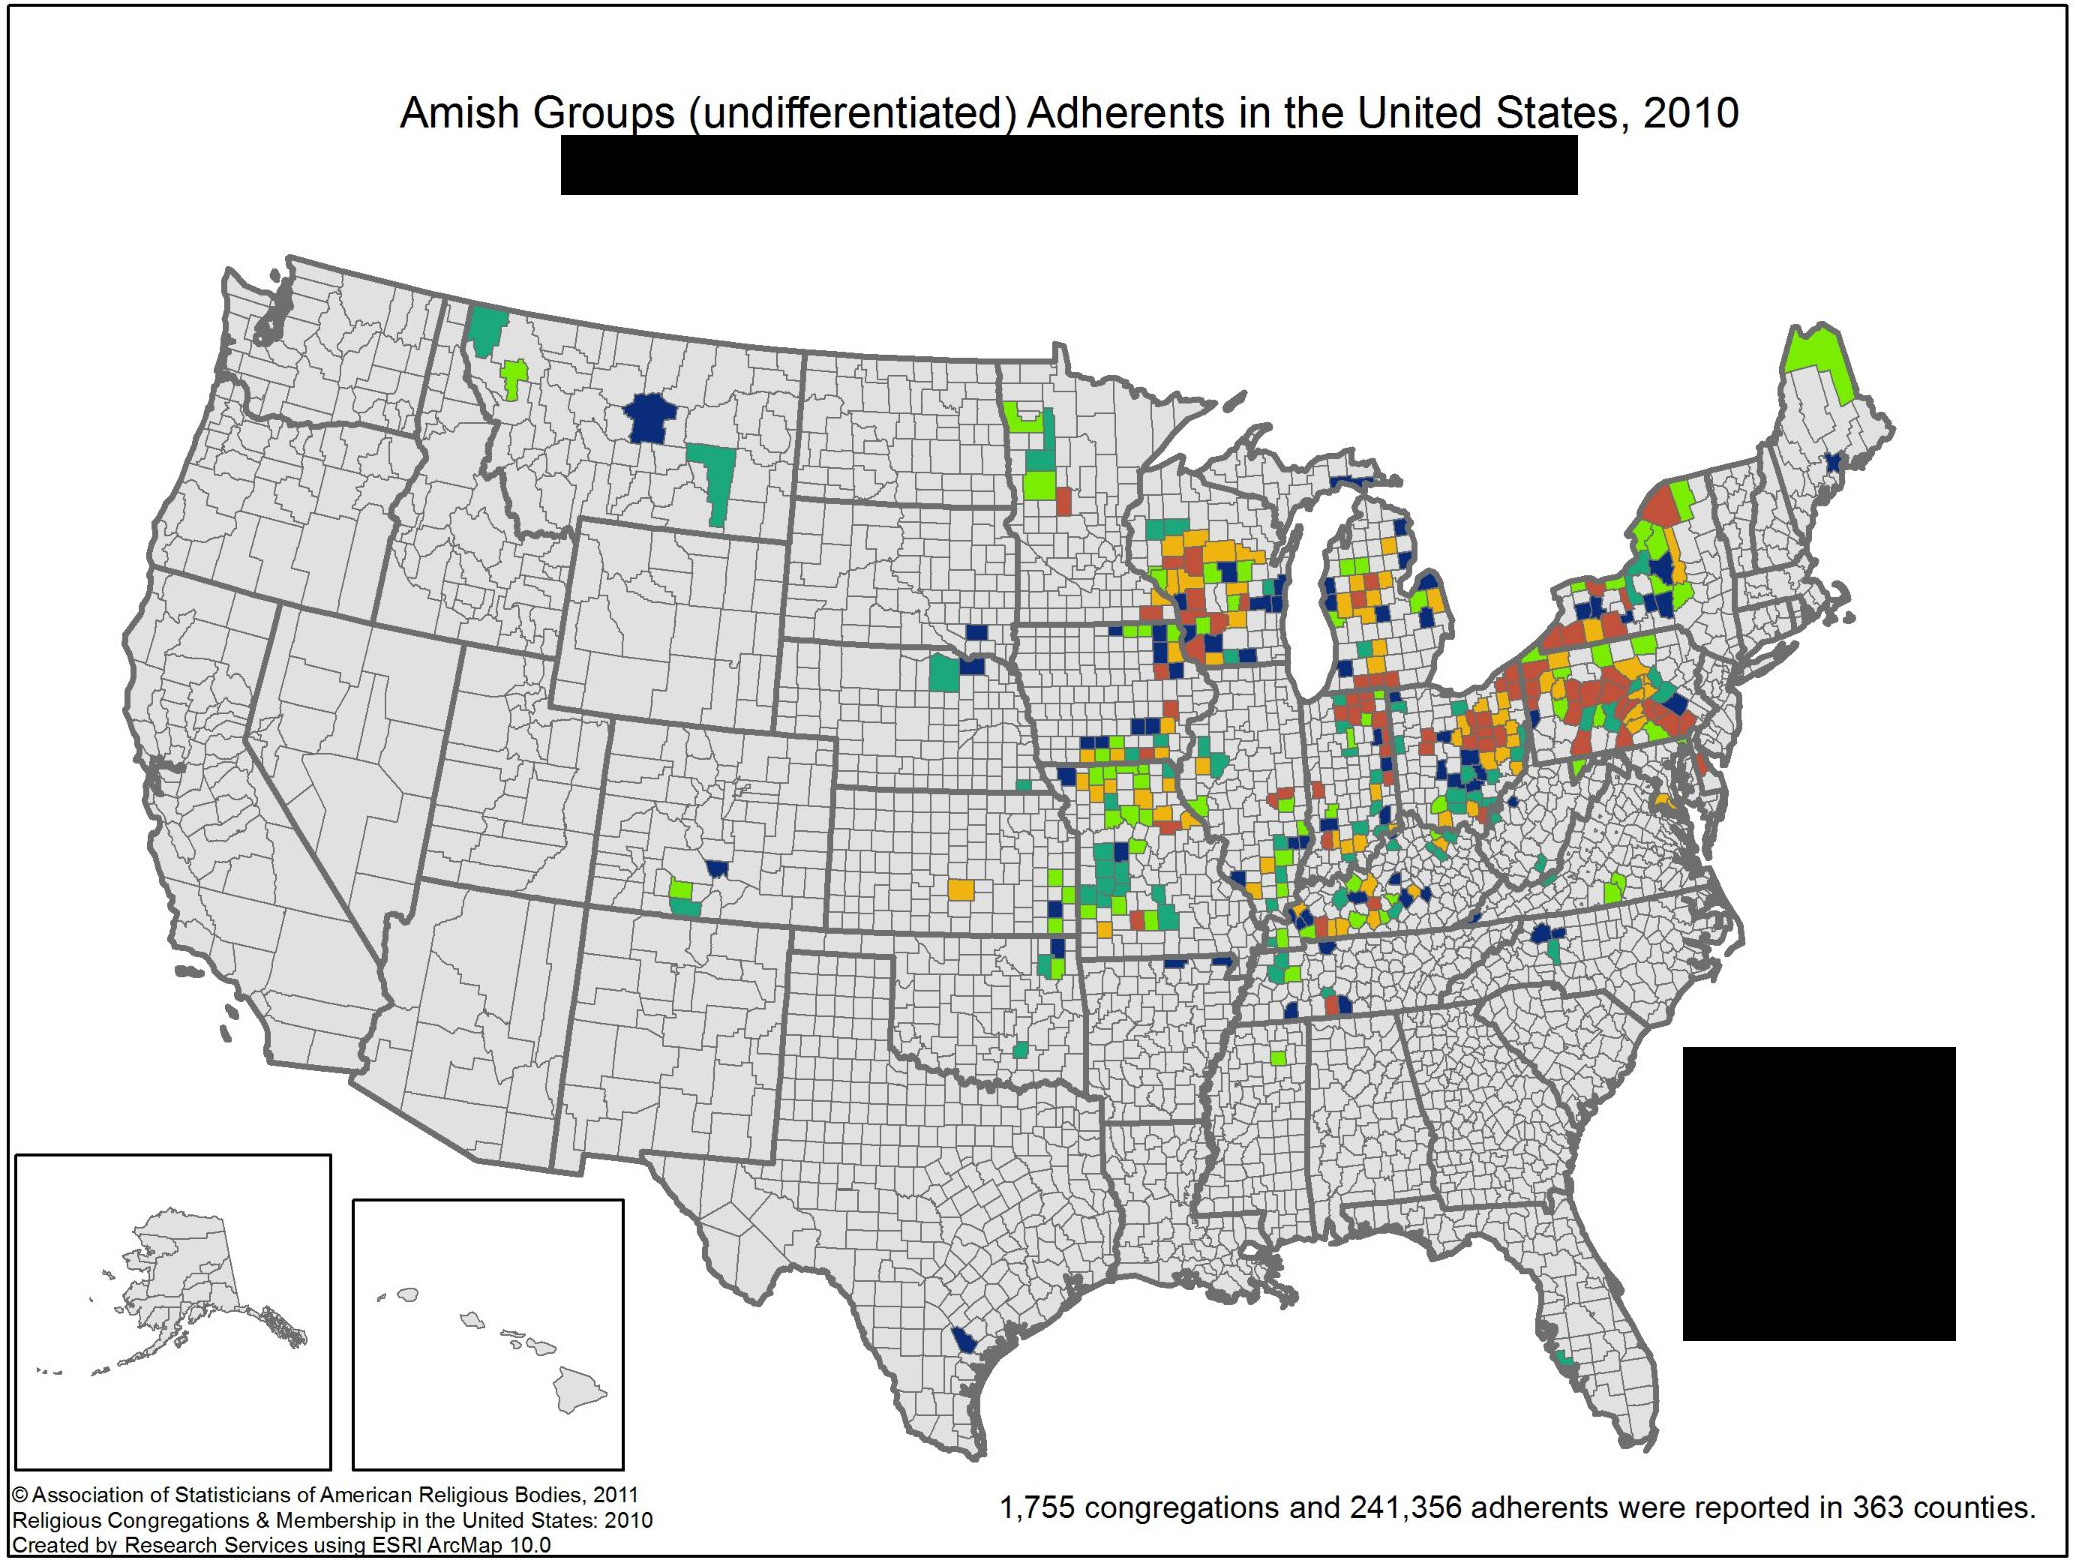 Amish Groups (undifferentiated) Adherents in the United States, 2010
© Association of Statisticians of American Religious Bodies, 2011
Religious Congregations & Membership in the United States: 2010
Created by Research Services using ESRI ArcMap 10.0
1,755 congregations and 241,356 adherents were reported in 363 counties.